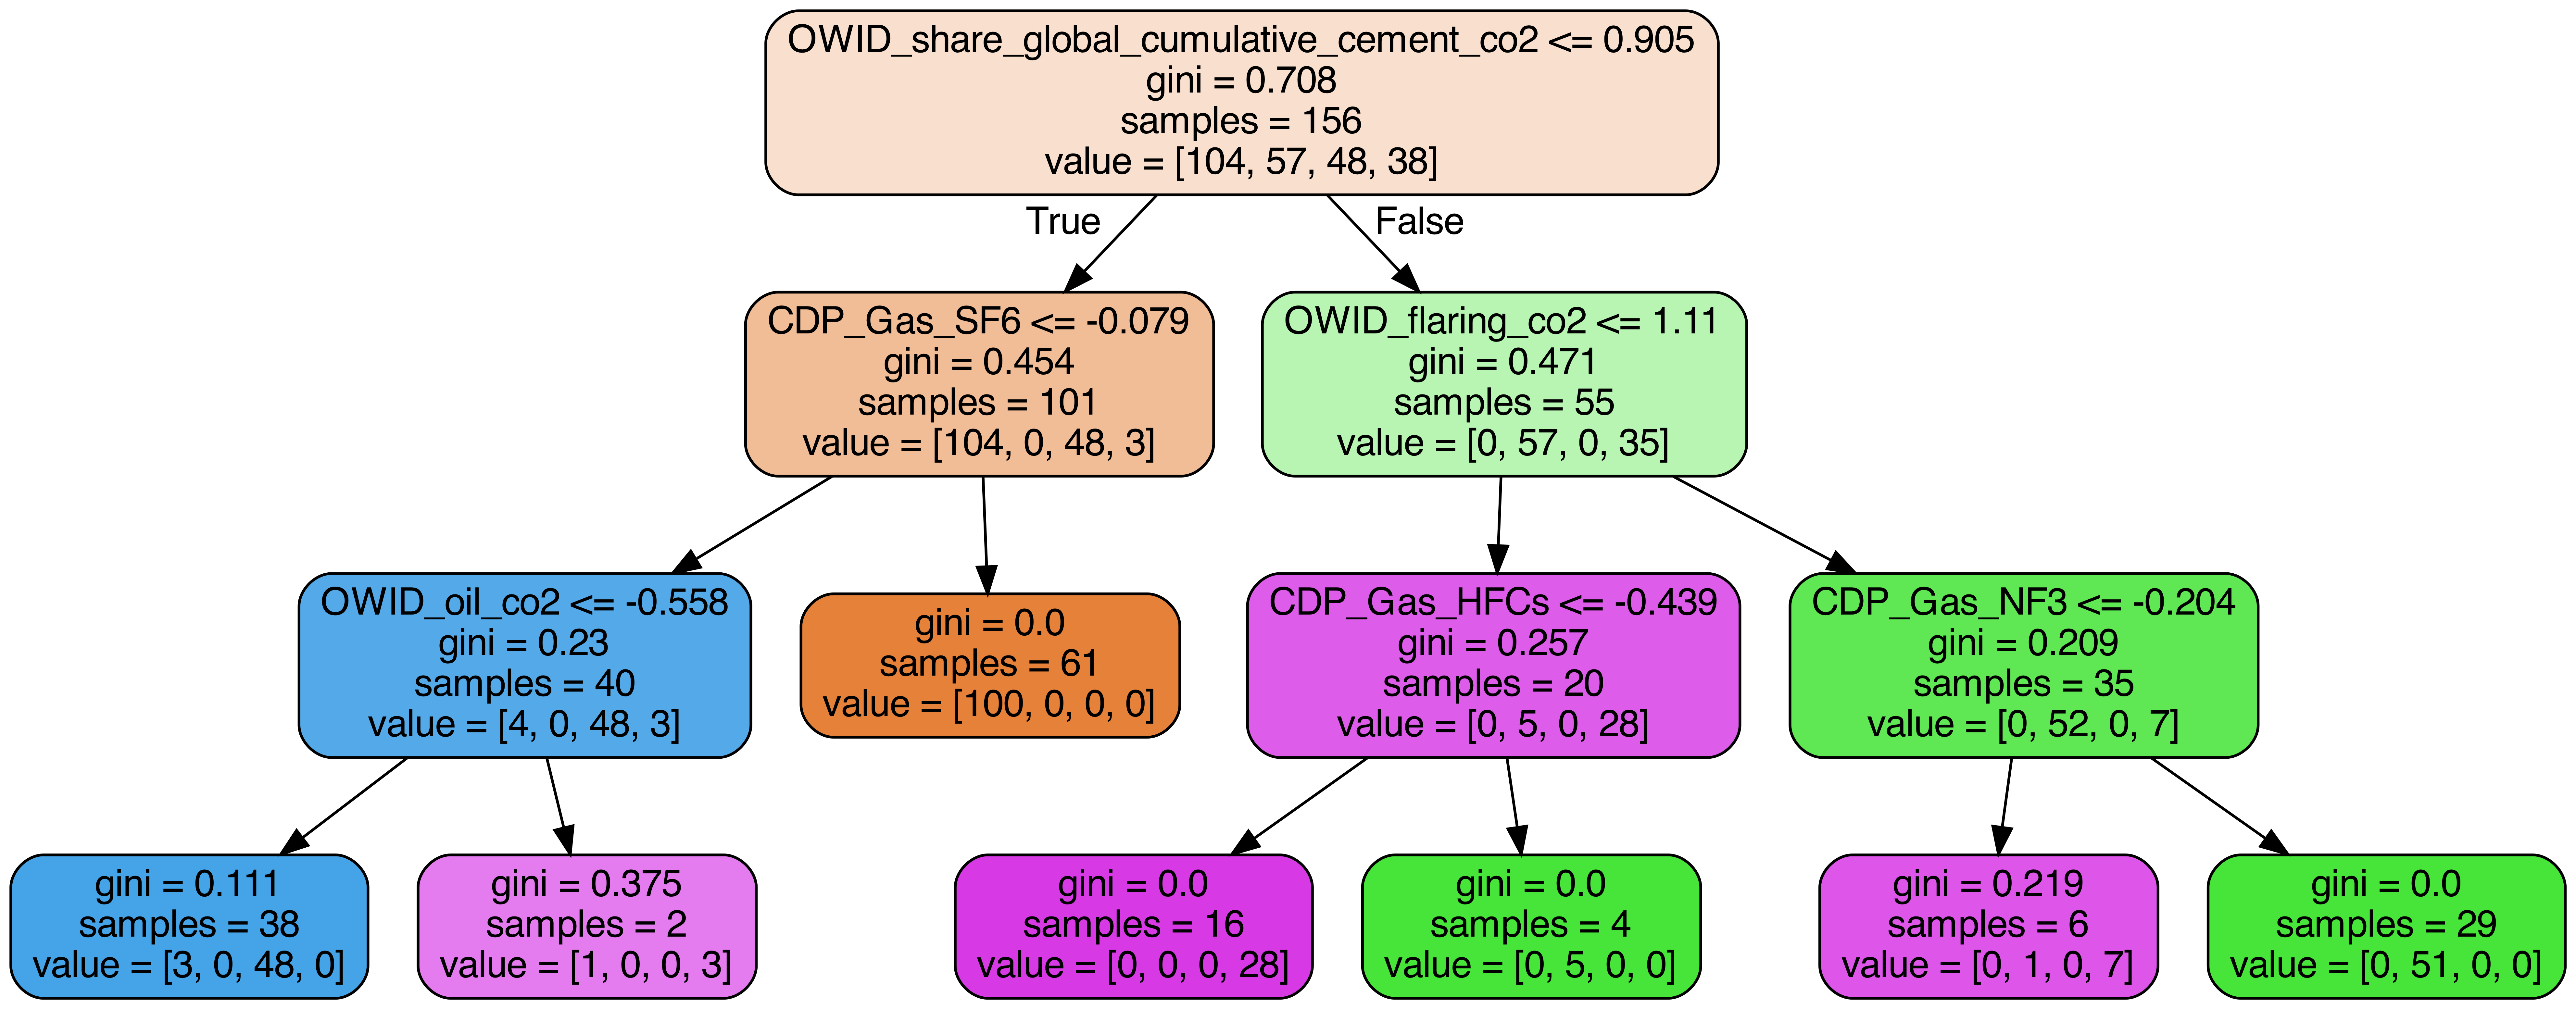 OWID_share_global_cumulative_cement_co2 <= 0.905
gini = 0.708
samples = 156
value = [104, 57, 48, 38]
True
False
CDP_Gas_SF6 <= -0.079
gini = 0.454
samples = 101
value = [104, 0, 48, 3]
OWID_flaring_co2 <= 1.11
gini = 0.471
samples = 55
value = [0, 57, 0, 35]
OWID_oil_co2 <= -0.558
gini = 0.23
samples = 40
value = [4, 0, 48, 3]
gini = 0.0
samples = 61
value = [100, 0, 0, 0]
CDP_Gas_HFCs <= -0.439
gini = 0.257
samples = 20
value = [0, 5, 0, 28]
CDP_Gas_NF3 <= -0.204
gini = 0.209
samples = 35
value = [0, 52, 0, 7]
gini = 0.111
samples = 38
value = [3, 0, 48, 0]
gini = 0.375
samples = 2
value = [1, 0, 0, 3]
gini = 0.0
samples = 16
value = [0, 0, 0, 28]
gini = 0.0
samples = 4
value = [0, 5, 0, 0]
gini = 0.219
samples = 6
value = [0, 1, 0, 7]
gini = 0.0
samples = 29
value = [0, 51, 0, 0]